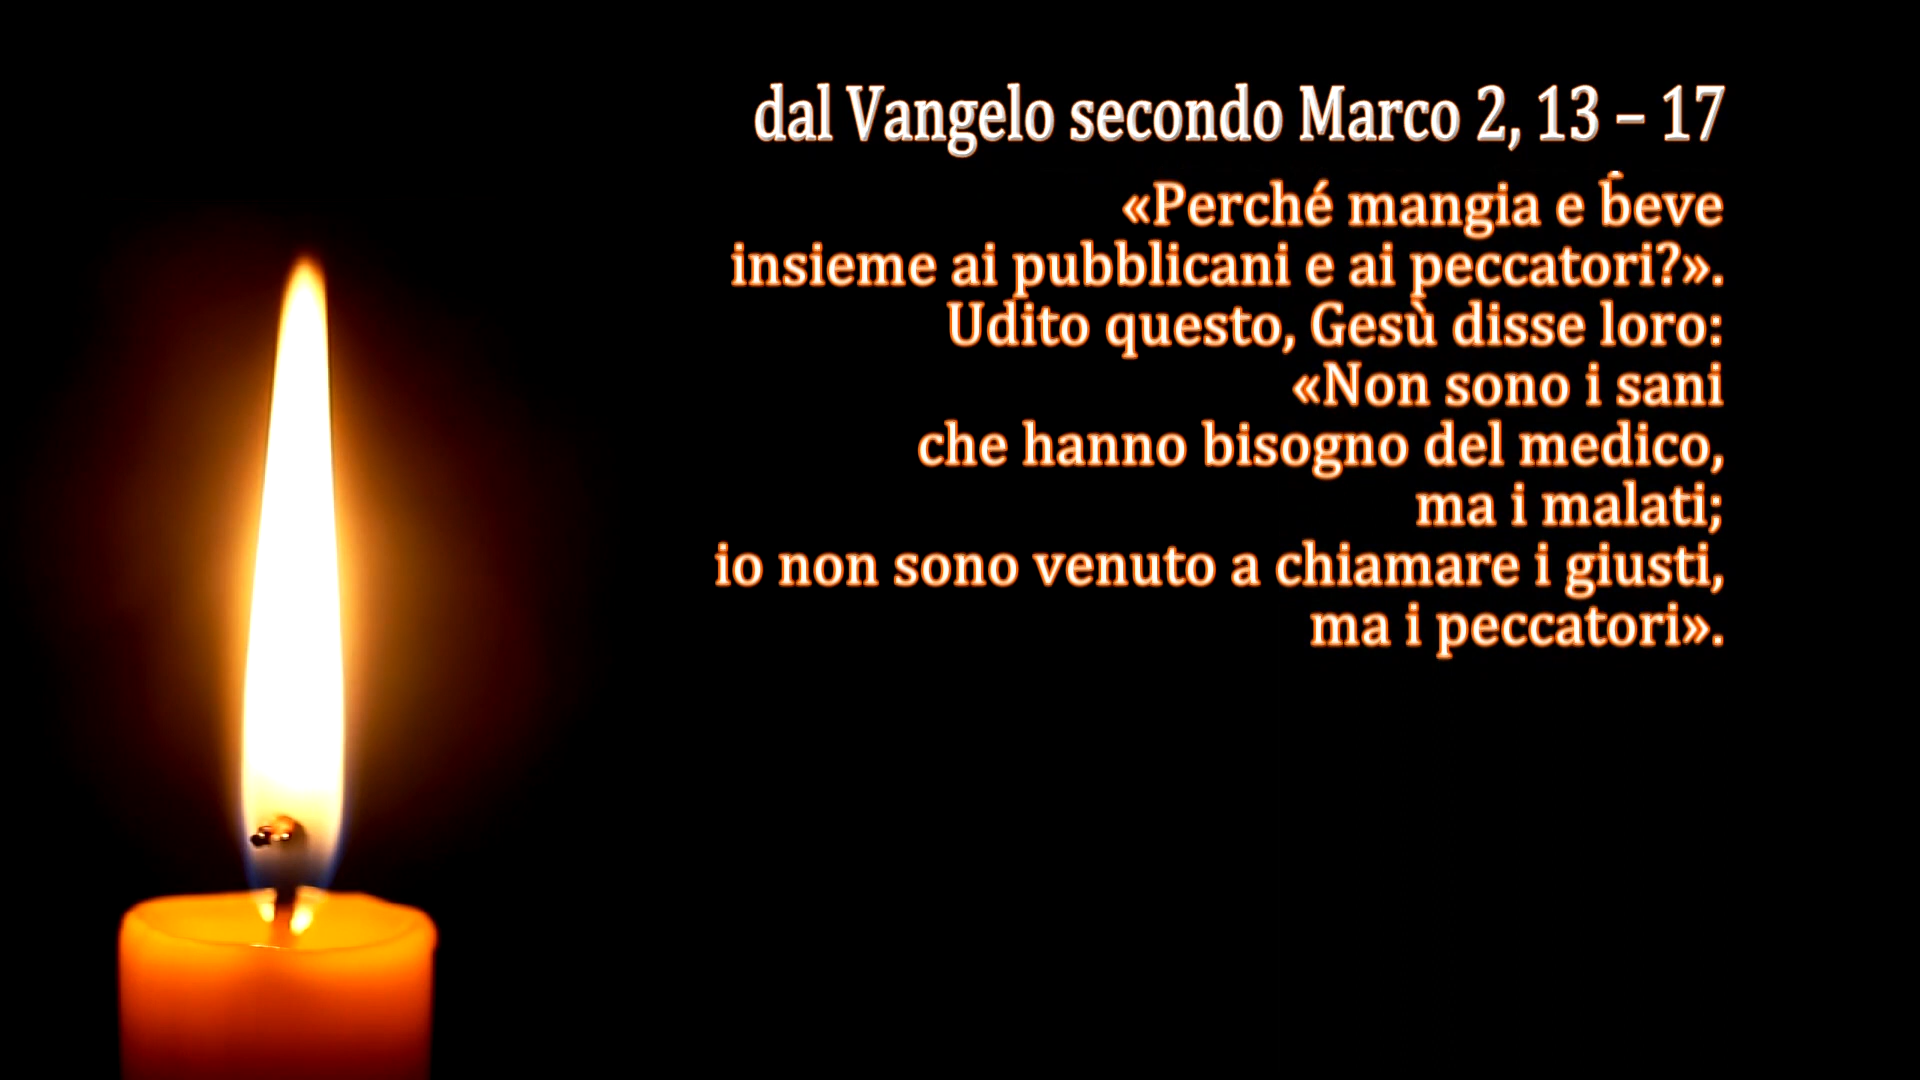 dal Vangelo secondo Marco 2, 13 – 17
«Perché mangia e beve
insieme ai pubblicani e ai peccatori?».
Udito questo, Gesù disse loro:
«Non sono i sani
che hanno bisogno del medico,
ma i malati;
io non sono venuto a chiamare i giusti,
ma i peccatori».